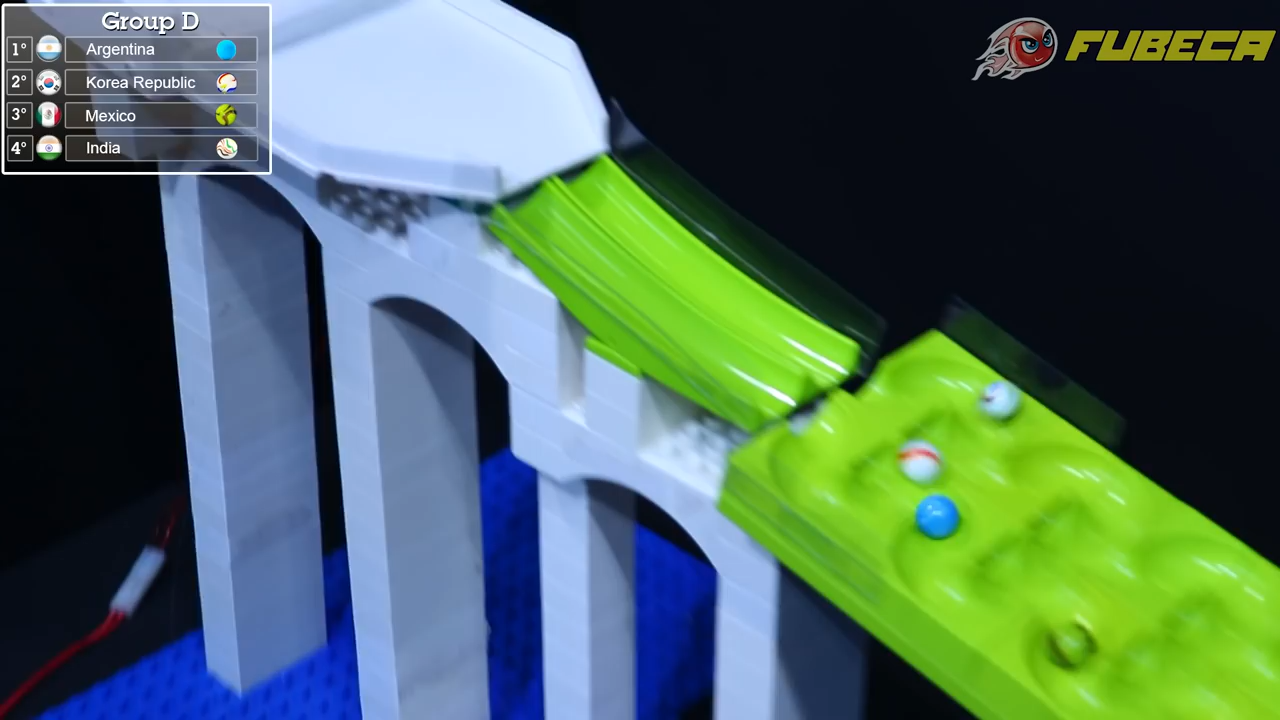 Group D
1° Argentina
2° Korea Republic
3° Mexico
4° India
FUBECA